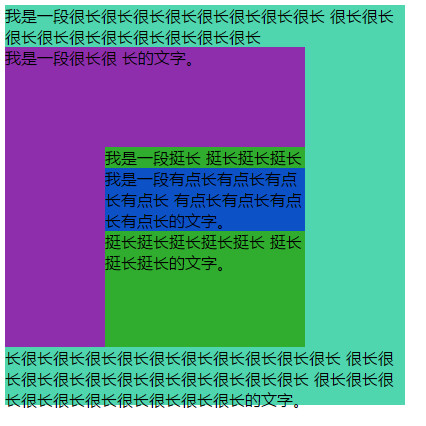 我是一段很长很长很长很长很长很长很长很长 很长很长
很长很长很长很长很长很长很长很长
我是一段很长很 长的文字。
我是一段挺长 挺长挺长挺长
我是一段有点长有点长有点
长有点长 有点长有点长有点
长有点长的文字。
挺长挺长挺长挺长挺长 挺长
挺长挺长的文字。
长很长很长很长很长很长很长很长很长很长很长 很长很
长很长很长很长很长很长很长很长很长很长 很长很长很
长很长很长很长很长很长很长很长的文字。